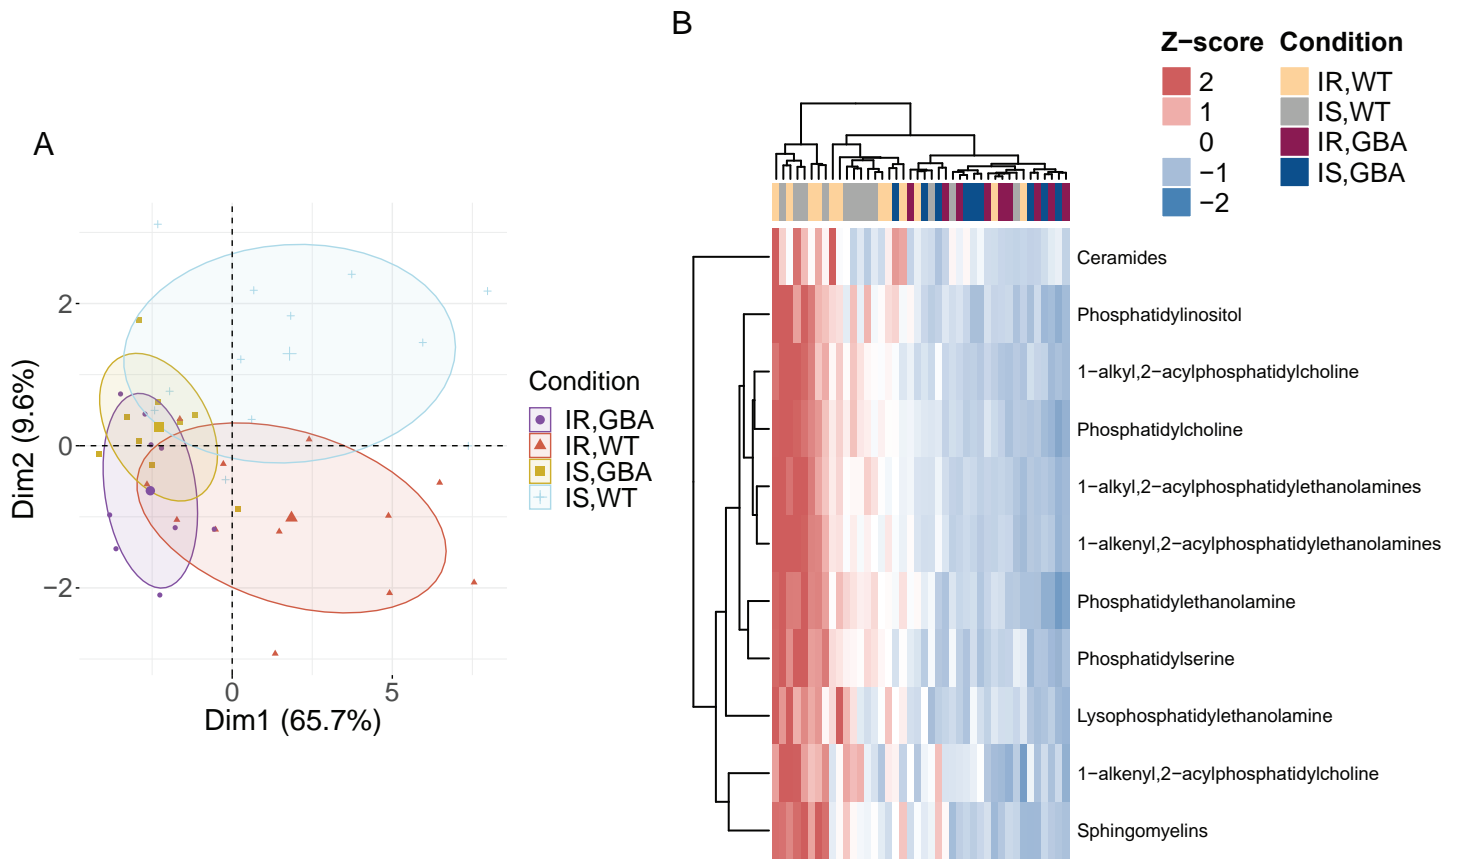 A
2
0
−2
0
5
Dim1 (65.7%)
Dim2 (9.6%)
Condition
IR,GBA
IR,WT
IS,GBA
IS,WT
B
Z−score
2
1
0
−1
−2
Condition
IR,WT
IS,WT
IR,GBA
IS,GBA
Ceramides
Phosphatidylinositol
1−alkyl,2−acylphosphatidylcholine
Phosphatidylcholine
1−alkyl,2−acylphosphatidylethanolamines
1−alkenyl,2−acylphosphatidylethanolamines
Phosphatidylethanolamine
Phosphatidylserine
Lysophosphatidylethanolamine
1−alkenyl,2−acylphosphatidylcholine
Sphingomyelins